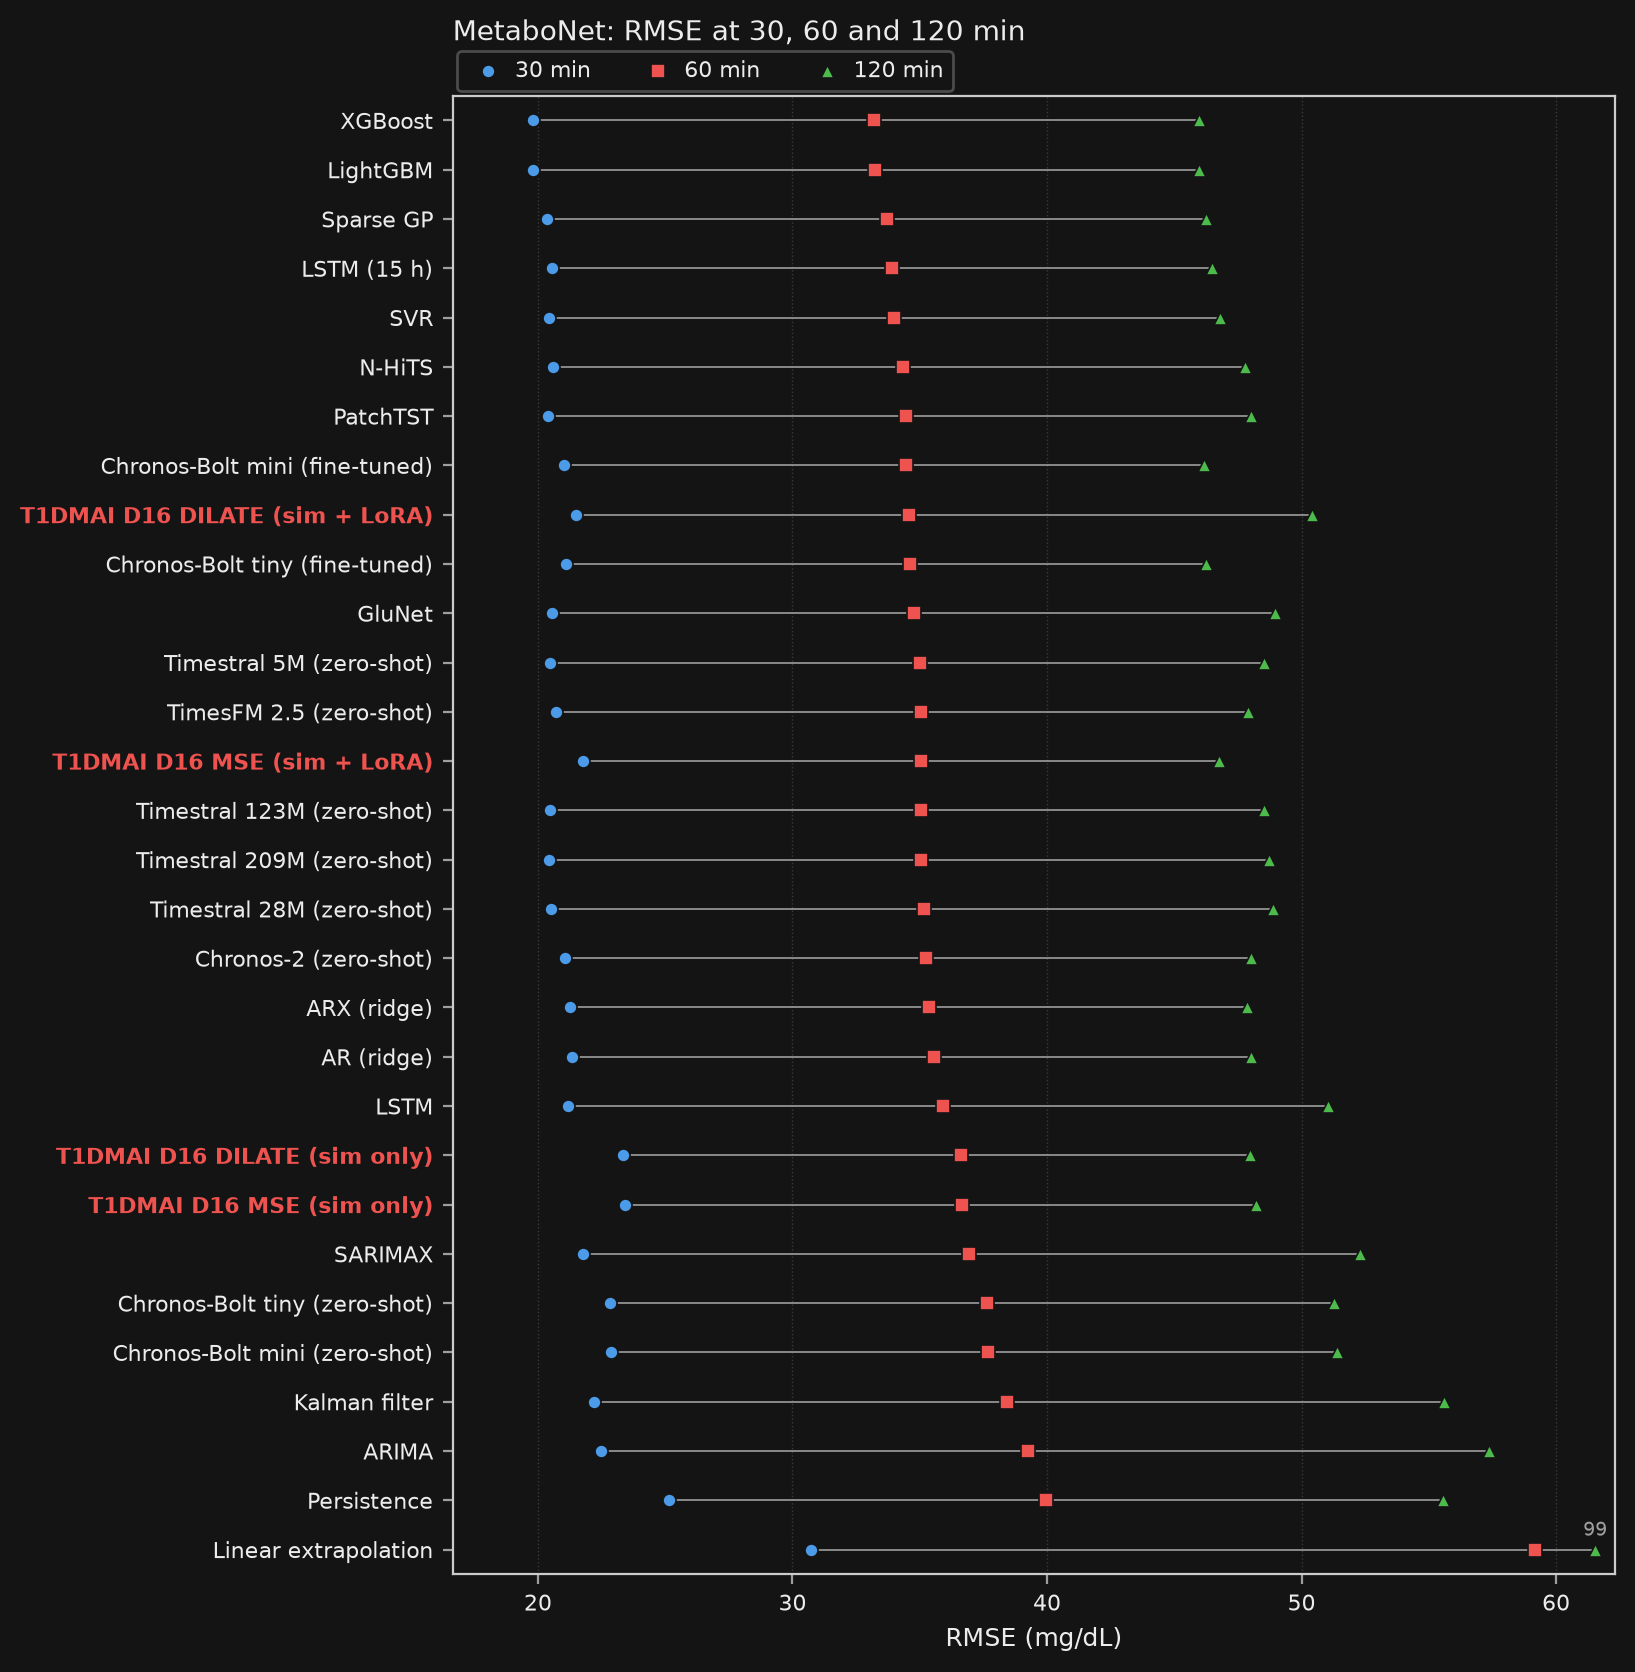 MetaboNet: RMSE at 30, 60 and 120 min
30 min 60 min 120 min
XGBoost
LightGBM
Sparse GP
LSTM (15 h)
SVR
N-HiTS
PatchTST
Chronos-Bolt mini (fine-tuned)
T1DMAI D16 DILATE (sim + LoRA)
Chronos-Bolt tiny (fine-tuned)
GluNet
Timestral 5M (zero-shot)
TimesFM 2.5 (zero-shot)
T1DMAI D16 MSE (sim + LoRA)
Timestral 123M (zero-shot)
Timestral 209M (zero-shot)
Timestral 28M (zero-shot)
Chronos-2 (zero-shot)
ARX (ridge)
AR (ridge)
LSTM
T1DMAI D16 DILATE (sim only)
T1DMAI D16 MSE (sim only)
SARIMAX
Chronos-Bolt tiny (zero-shot)
Chronos-Bolt mini (zero-shot)
Kalman filter
ARIMA
Persistence
99
Linear extrapolation
20 30 40 50 60
RMSE (mg/dL)